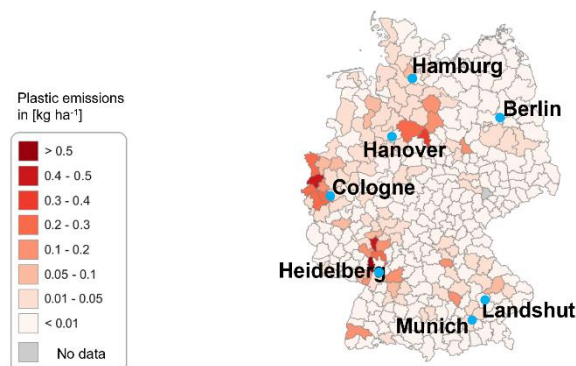 Plastic emissions
in [kg ha⁻¹]
> 0.5
0.4 - 0.5
0.3 - 0.4
0.2 - 0.3
0.1 - 0.2
0.05 - 0.1
0.01 - 0.05
< 0.01
No data
Hamburg
Berlin
Hanover
Cologne
Heidelberg
Landshut
Munich